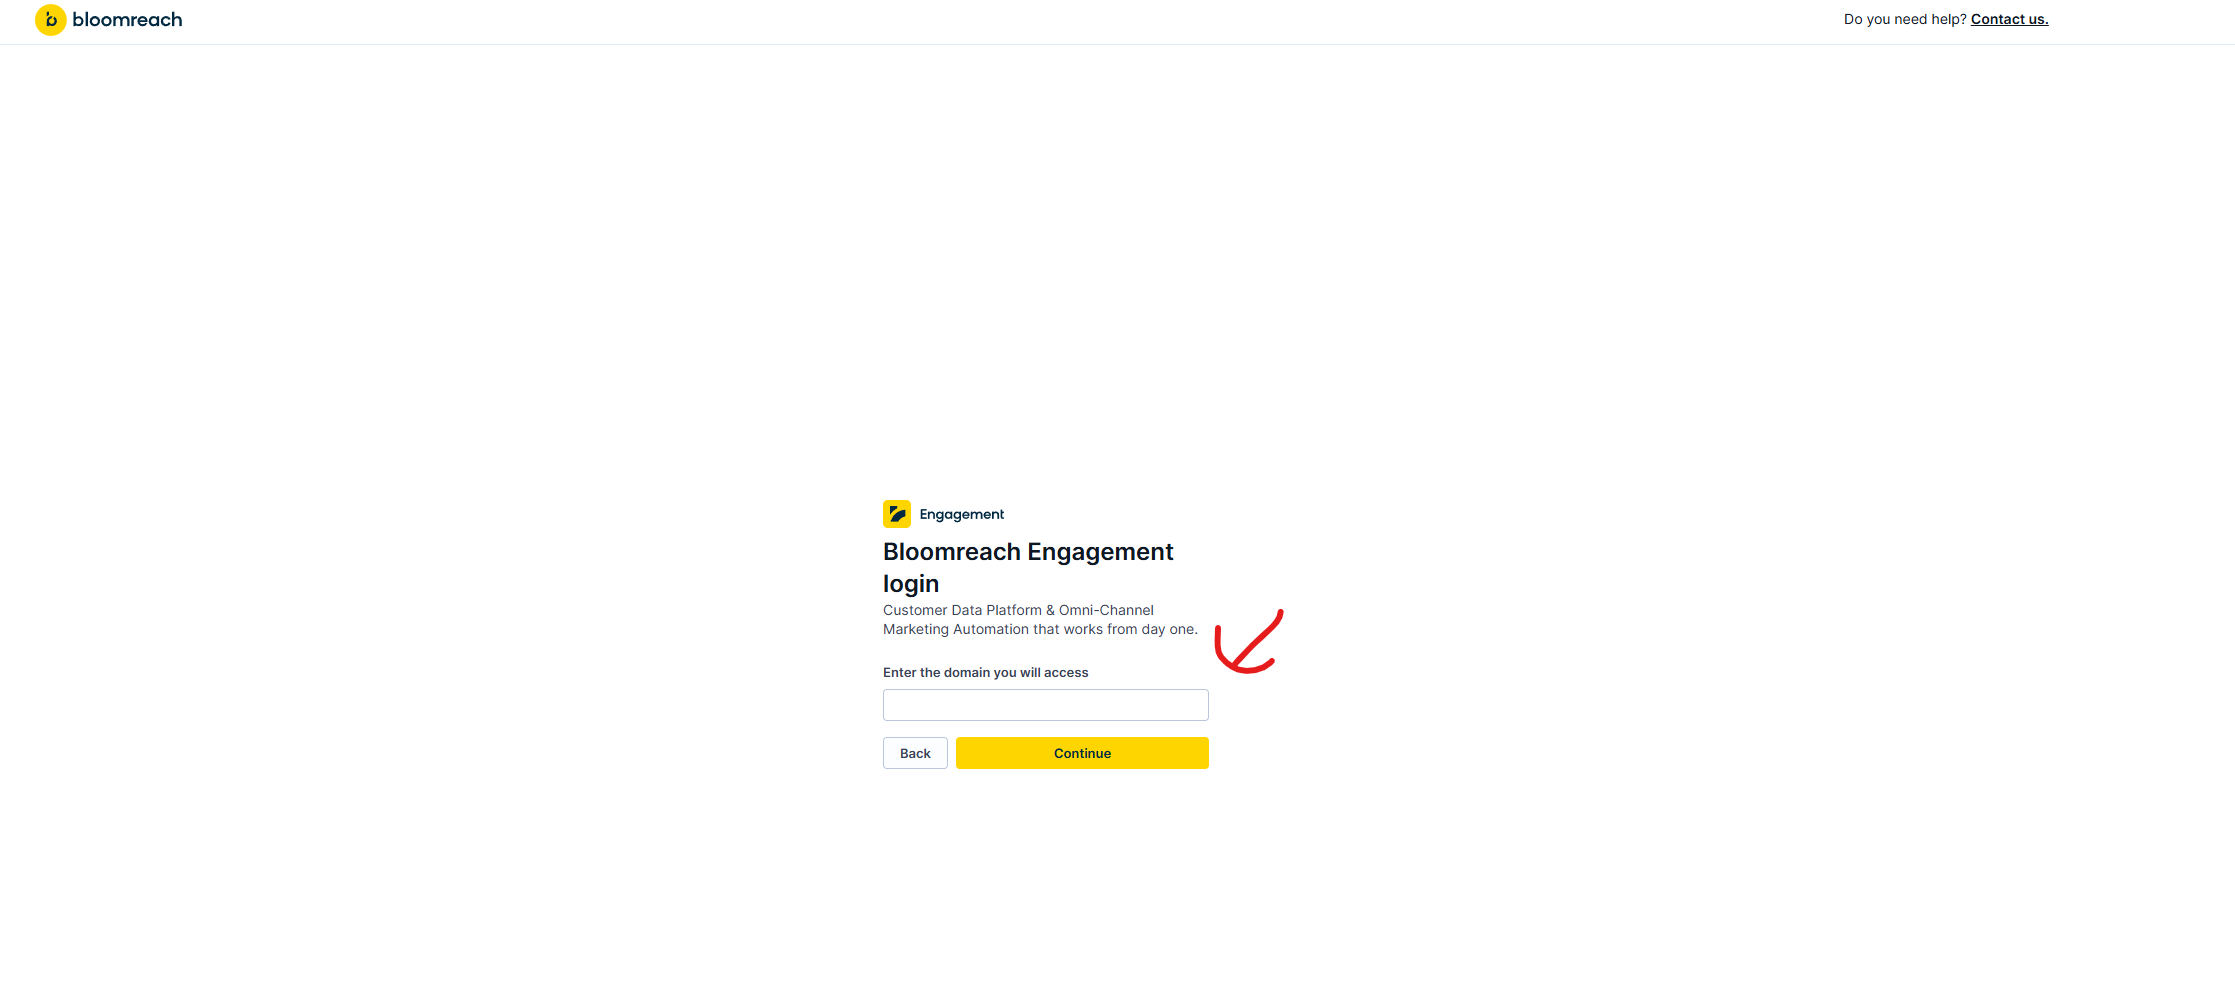 bloomreach
Do you need help? Contact us.
Engagement
Bloomreach Engagement
login
Customer Data Platform & Omni-Channel
Marketing Automation that works from day one.
Enter the domain you will access
Back
Continue